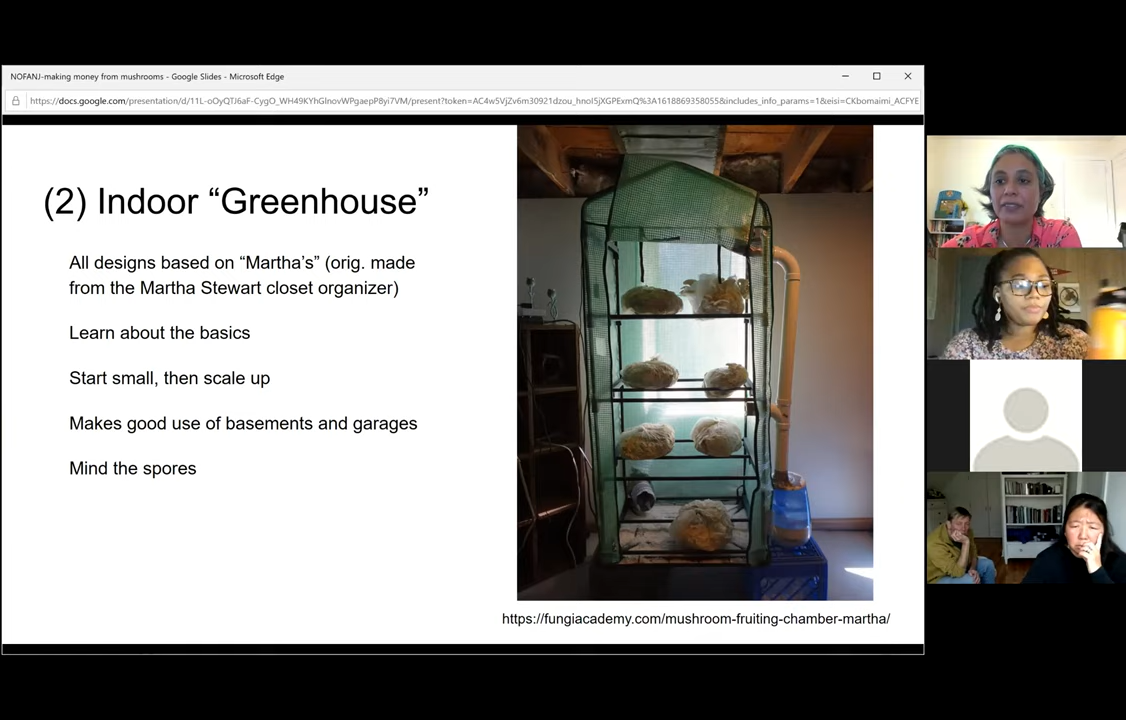 NOFANJ-making money from mushrooms - Google Slides - Microsoft Edge
https://docs.google.com/presentation/d/11L-oOyQTJ6aF-CygO_WH49KYhGlnovWPgaepP8yi7VM/present?token=AC4w5VjZv6m30921dzou_hnoI5jXGPExmQ%3A1618869358055&includes_info_params=1&eisi=CKbomaimi_ACFYE
(2) Indoor “Greenhouse”
All designs based on “Martha’s” (orig. made
from the Martha Stewart closet organizer)
Learn about the basics
Start small, then scale up
Makes good use of basements and garages
Mind the spores
https://fungiacademy.com/mushroom-fruiting-chamber-martha/